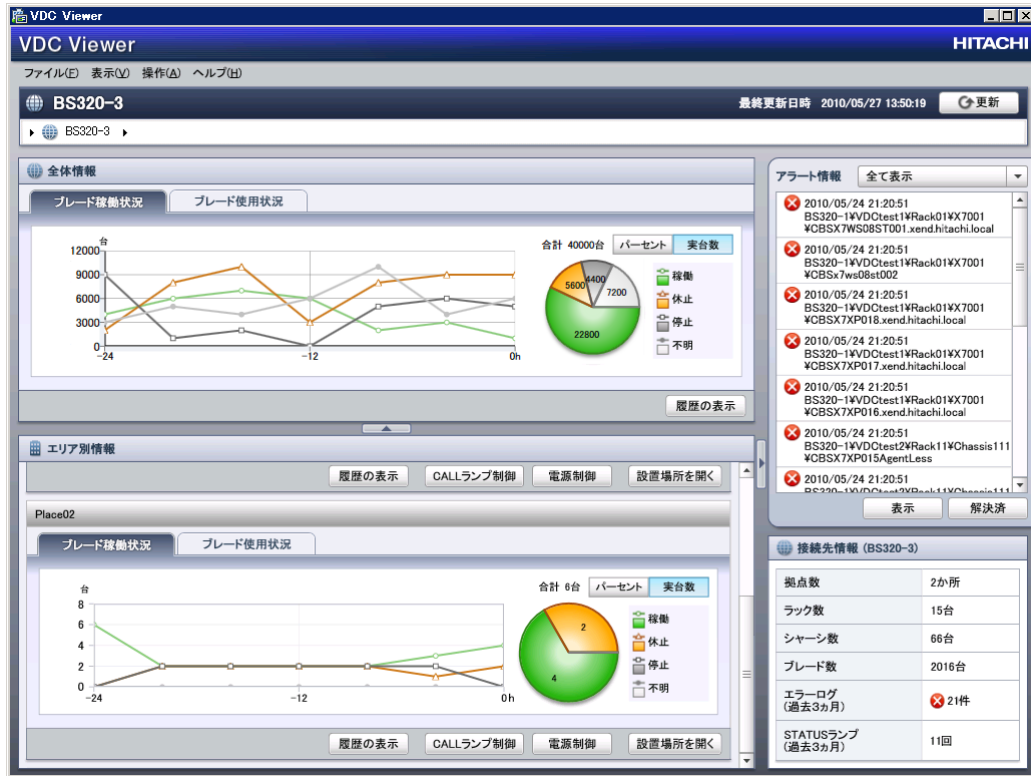 VDC Viewer
VDC Viewer
HITACHI
ファイル(F) 表示(V) 操作(A) ヘルプ(H)
BS320-3
最終更新日時 2010/05/27 13:50:19
更新
BS320-3
全体情報
ブレード稼働状況
ブレード使用状況
台
12000
9000
6000
3000
0
-24
-12
0h
合計 40000台
パーセント
実台数
5600
4400
7200
22800
稼働
休止
停止
不明
履歴の表示
エリア別情報
履歴の表示
CALLランプ制御
電源制御
設置場所を開く
Place02
ブレード稼働状況
ブレード使用状況
台
8
6
4
2
0
-24
-12
0h
合計 6台
パーセント
実台数
2
4
稼働
休止
停止
不明
履歴の表示
CALLランプ制御
電源制御
設置場所を開く
アラート情報
全て表示
2010/05/24 21:20:51
BS320-1¥VDCtest1¥Rack01¥X7001
¥CBSX7WS08ST001.xend.hitachi.local
2010/05/24 21:20:51
BS320-1¥VDCtest1¥Rack01¥X7001
¥CBSx7ws08st002
2010/05/24 21:20:51
BS320-1¥VDCtest1¥Rack01¥X7001
¥CBSX7XP018.xend.hitachi.local
2010/05/24 21:20:51
BS320-1¥VDCtest1¥Rack01¥X7001
¥CBSX7XP017.xend.hitachi.local
2010/05/24 21:20:51
BS320-1¥VDCtest1¥Rack01¥X7001
¥CBSX7XP016.xend.hitachi.local
2010/05/24 21:20:51
BS320-1¥VDCtest2¥Rack11¥Chassis111
¥CBSX7XP015AgentLess
2010/05/24 21:20:51
BS320-1¥VDCtest2¥Rack11¥Chassis111
表示
解決済
接続先情報 (BS320-3)
拠点数 2か所
ラック数 15台
シャーシ数 66台
ブレード数 2016台
エラーログ
(過去3ヵ月) 21件
STATUSランプ
(過去3ヵ月) 11回